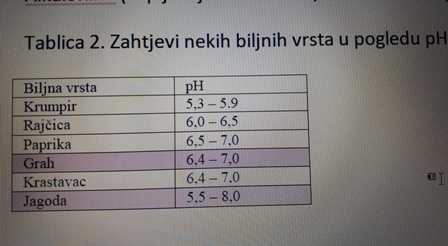 Tablica 2. Zahtjevi nekih biljnih vrsta u pogledu pH
Biljna vrsta pH
Krumpir 5,3 – 5.9
Rajčica 6,0 – 6,5
Paprika 6,5 – 7,0
Grah 6,4 – 7,0
Krastavac 6,4 – 7,0
Jagoda 5,5 – 8,0